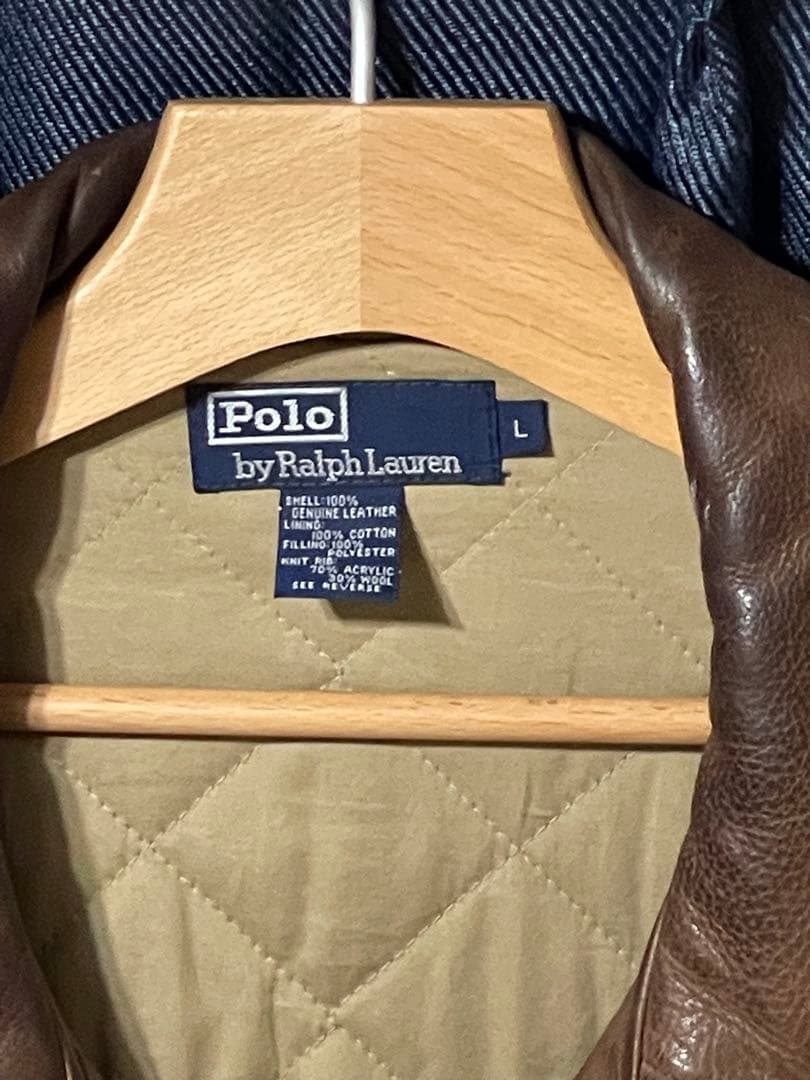 Polo
by Ralph Lauren
L
SHELL:100%
GENUINE LEATHER
LINING:
100% COTTON
FILLING:100%
POLYESTER
KNIT RIB:
70% ACRYLIC
30% WOOL
SEE REVERSE